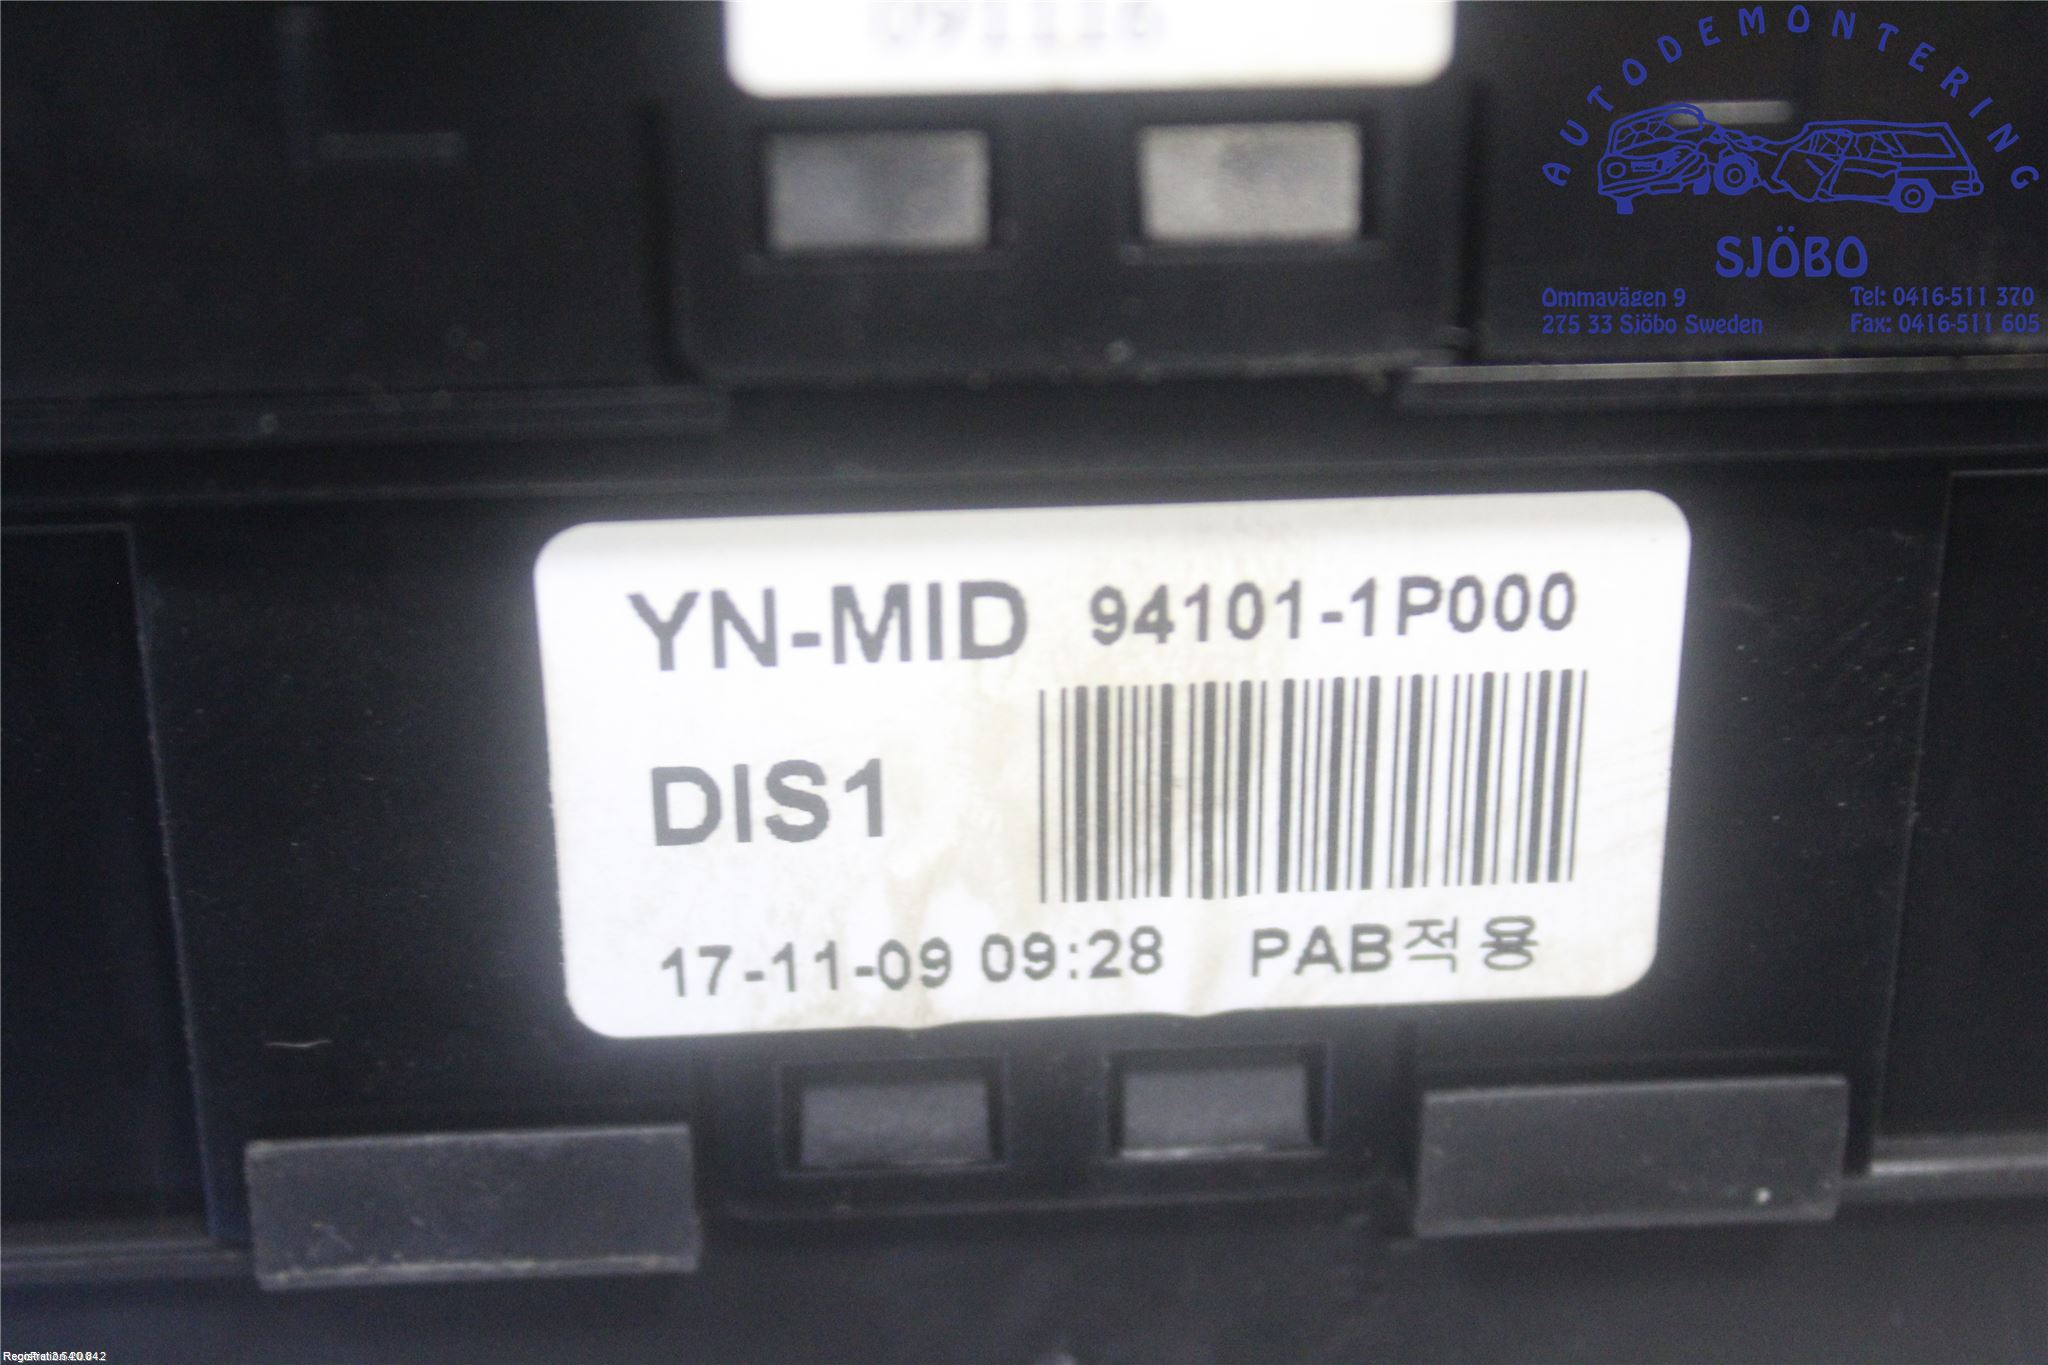 091116
AUTODEMONTERING
SJÖBO
Ommavägen 9 Tel: 0416-511 370
275 33 Sjöbo Sweden Fax: 0416-511 605
YN-MID 94101-1P000
DIS1
17-11-09 09:28 PAB적용